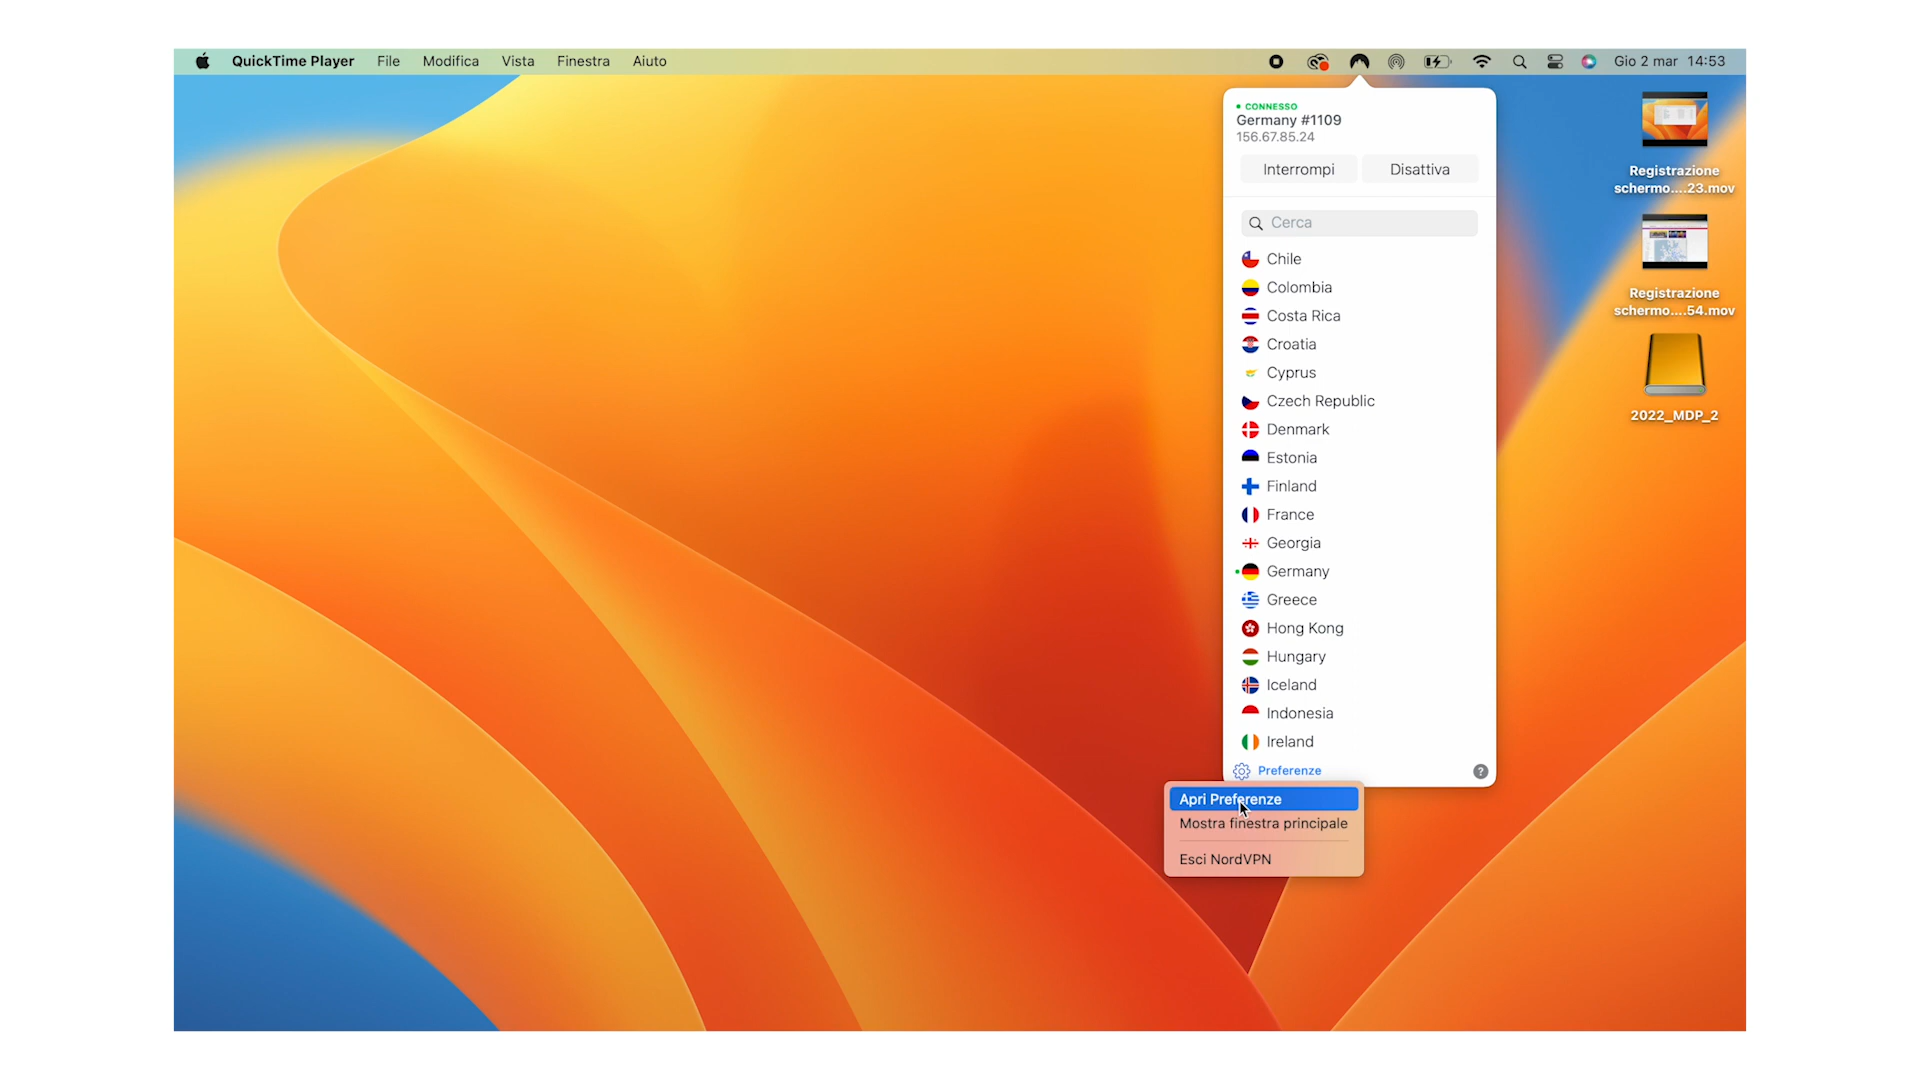 QuickTime Player File Modifica Vista Finestra Aiuto Gio 2 mar 14:53
CONNESSO
Germany #1109
156.67.85.24
Interrompi Disattiva
Cerca
Chile
Colombia
Costa Rica
Croatia
Cyprus
Czech Republic
Denmark
Estonia
Finland
France
Georgia
Germany
Greece
Hong Kong
Hungary
Iceland
Indonesia
Ireland
Preferenze ?
Apri Preferenze
Mostra finestra principale
Esci NordVPN
Registrazione
schermo....23.mov
Registrazione
schermo....54.mov
2022_MDP_2